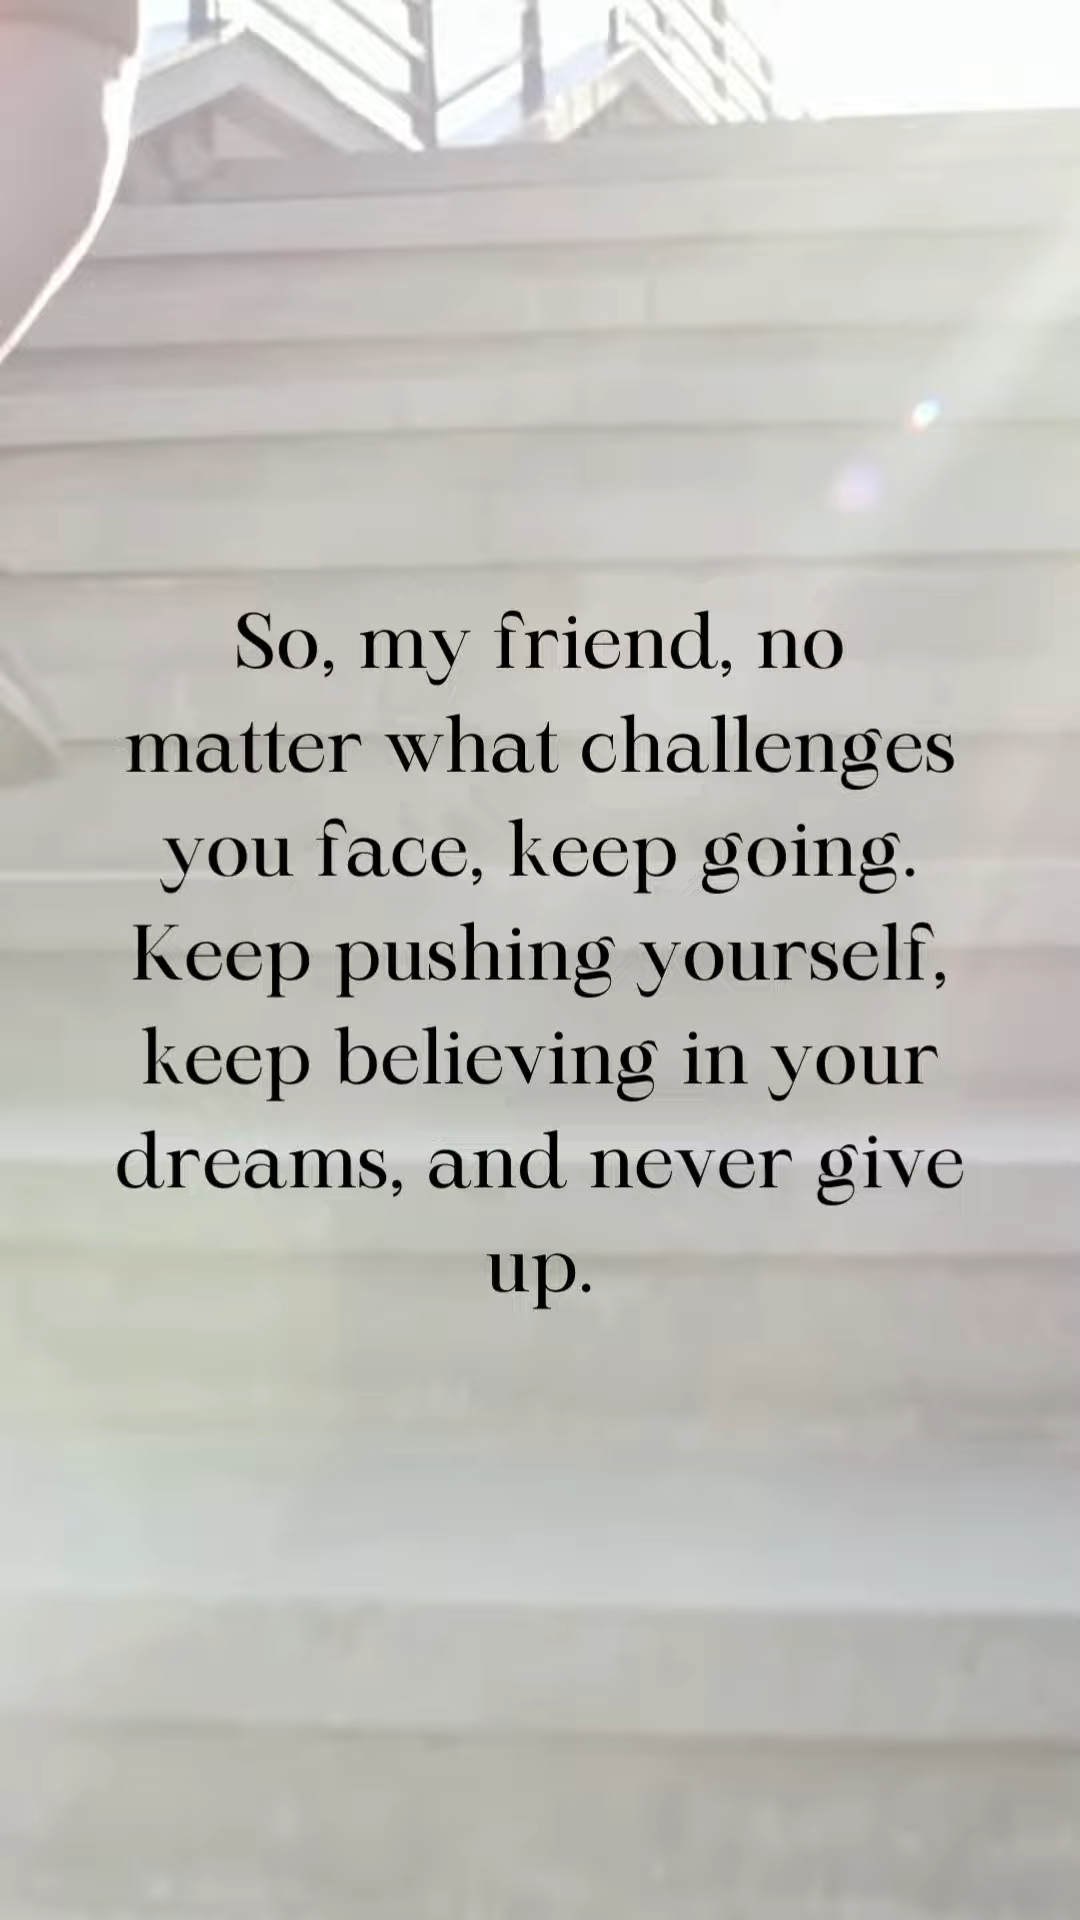 So, my friend, no
matter what challenges
you face, keep going.
Keep pushing yourself,
keep believing in your
dreams, and never give
up.